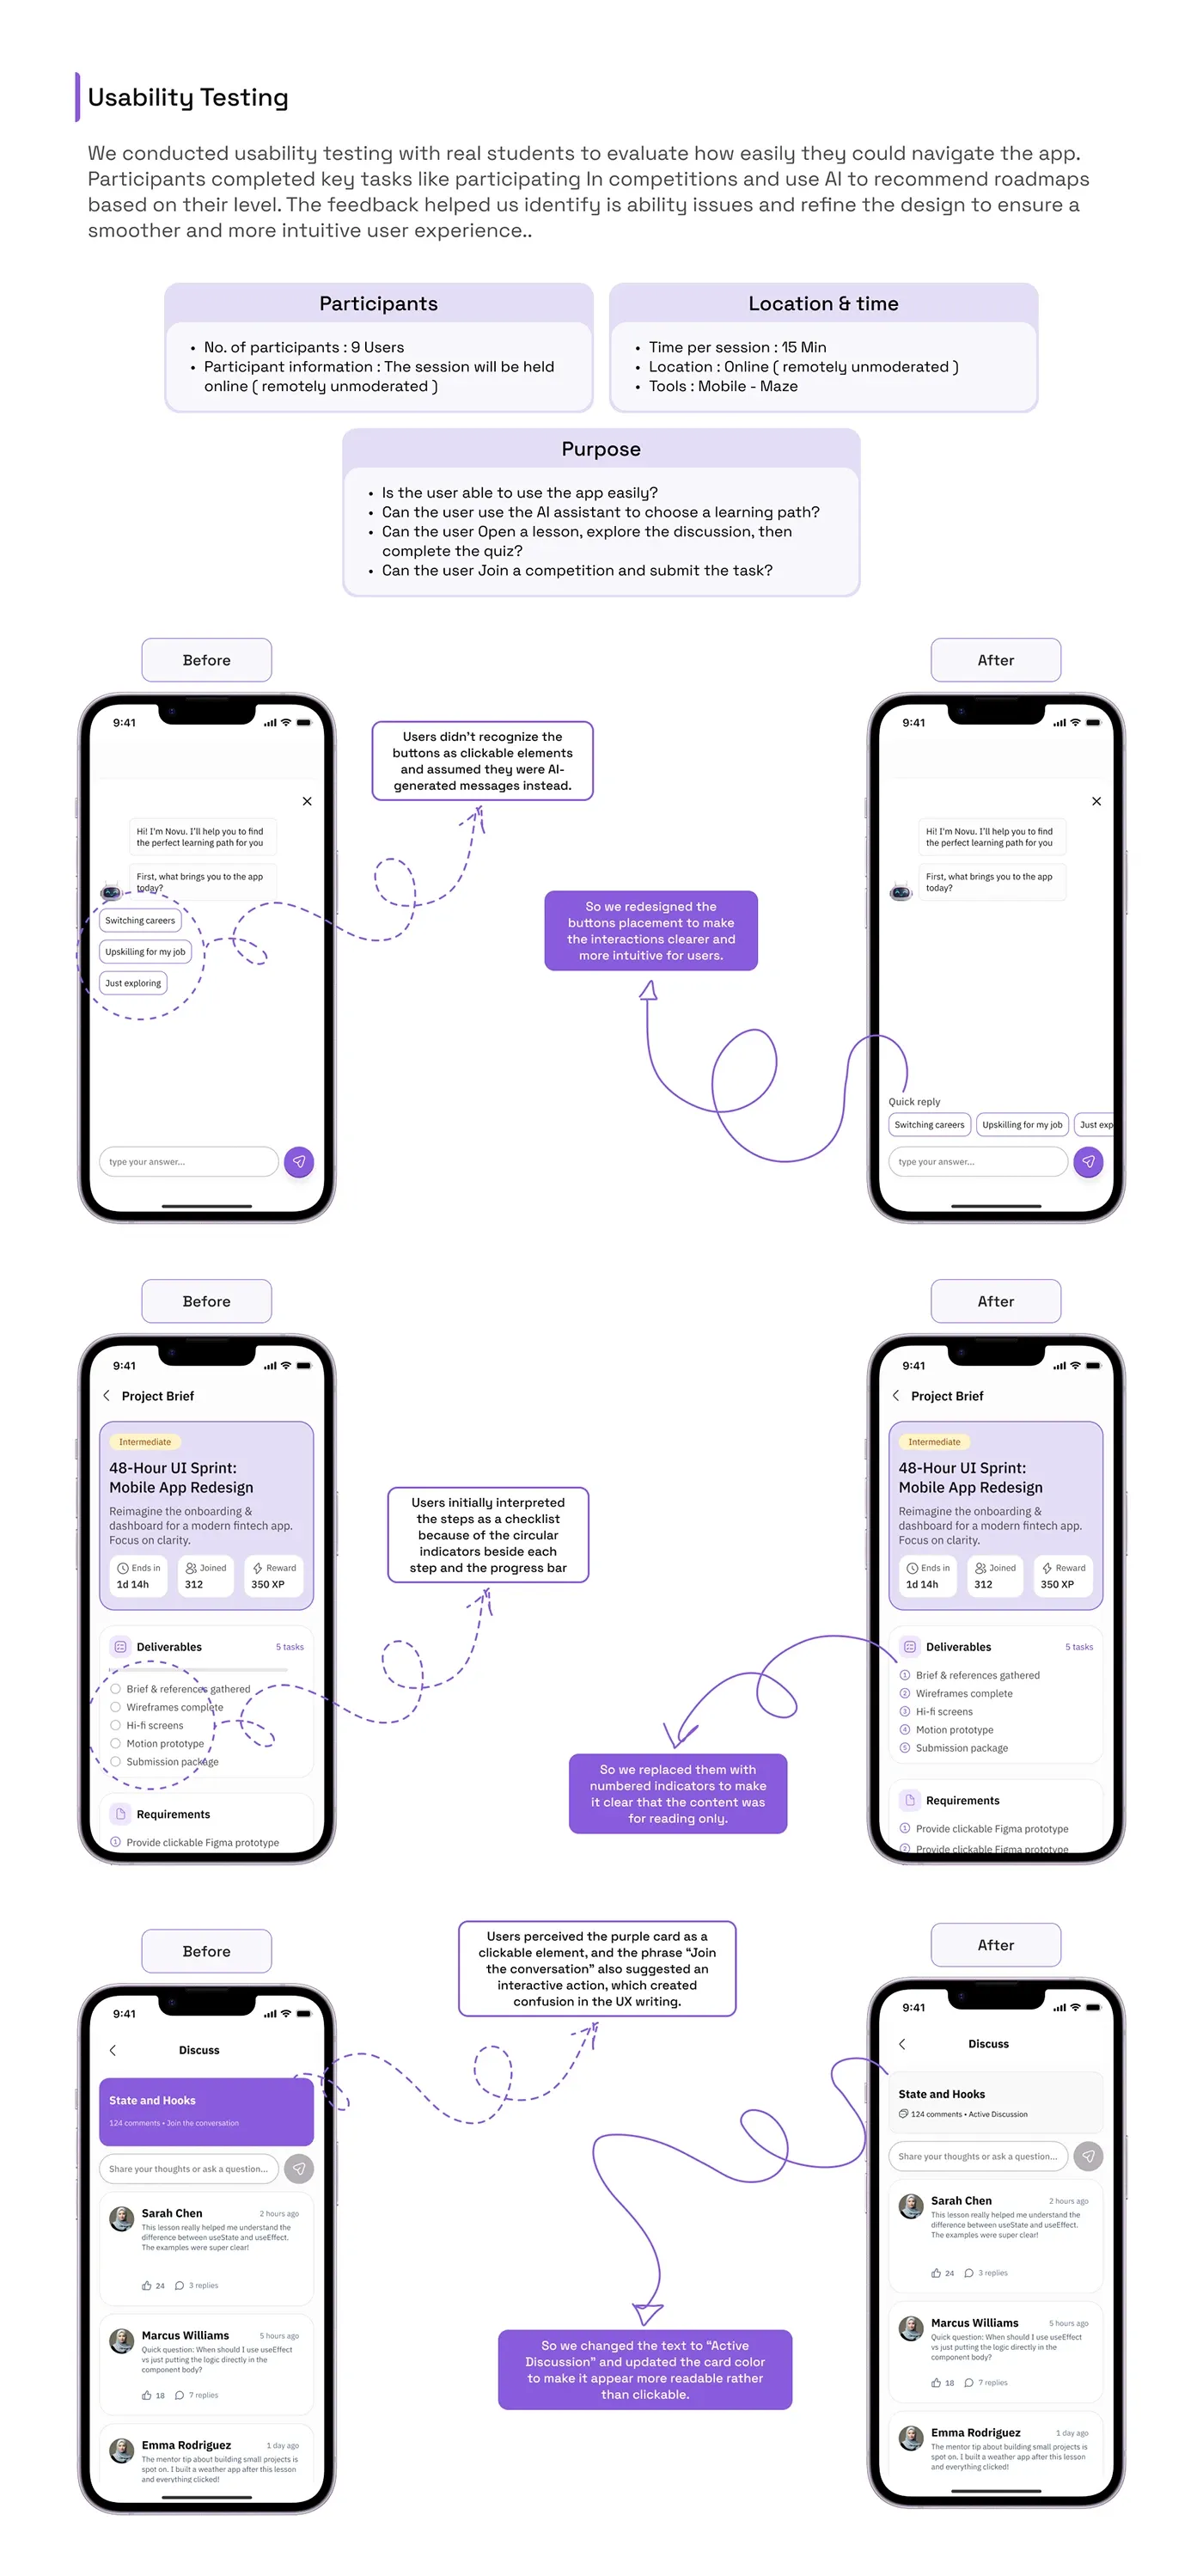 Usability Testing
We conducted usability testing with real students to evaluate how easily they could navigate the app.
Participants completed key tasks like participating In competitions and use AI to recommend roadmaps
based on their level. The feedback helped us identify is ability issues and refine the design to ensure a
smoother and more intuitive user experience..
Participants
• No. of participants : 9 Users
• Participant information : The session will be held
online ( remotely unmoderated )
Location & time
• Time per session : 15 Min
• Location : Online ( remotely unmoderated )
• Tools : Mobile - Maze
Purpose
• Is the user able to use the app easily?
• Can the user use the AI assistant to choose a learning path?
• Can the user Open a lesson, explore the discussion, then
complete the quiz?
• Can the user Join a competition and submit the task?
Before
9:41
Hi! I'm Novu. I'll help you to find
the perfect learning path for you
First, what brings you to the app
today?
Switching careers
Upskilling for my job
Just exploring
type your answer...
Users didn't recognize the
buttons as clickable elements
and assumed they were AI-
generated messages instead.
So we redesigned the
buttons placement to make
the interactions clearer and
more intuitive for users.
After
9:41
Hi! I'm Novu. I'll help you to find
the perfect learning path for you
First, what brings you to the app
today?
Quick reply
Switching careers
Upskilling for my job
Just exp
type your answer...
Before
9:41
Project Brief
Intermediate
48-Hour UI Sprint:
Mobile App Redesign
Reimagine the onboarding &
dashboard for a modern fintech app.
Focus on clarity.
Ends in
1d 14h
Joined
312
Reward
350 XP
Deliverables
5 tasks
Brief & references gathered
Wireframes complete
Hi-fi screens
Motion prototype
Submission package
Requirements
1 Provide clickable Figma prototype
Users initially interpreted
the steps as a checklist
because of the circular
indicators beside each
step and the progress bar
So we replaced them with
numbered indicators to make
it clear that the content was
for reading only.
After
9:41
Project Brief
Intermediate
48-Hour UI Sprint:
Mobile App Redesign
Reimagine the onboarding &
dashboard for a modern fintech app.
Focus on clarity.
Ends in
1d 14h
Joined
312
Reward
350 XP
Deliverables
5 tasks
1 Brief & references gathered
2 Wireframes complete
3 Hi-fi screens
4 Motion prototype
5 Submission package
Requirements
1 Provide clickable Figma prototype
2 Provide clickable Figma prototype
Before
9:41
Discuss
State and Hooks
124 comments • Join the conversation
Share your thoughts or ask a question...
Sarah Chen
2 hours ago
This lesson really helped me understand the
difference between useState and useEffect.
The examples were super clear!
24
3 replies
Marcus Williams
5 hours ago
Quick question: When should I use useEffect
vs just putting the logic directly in the
component body?
18
7 replies
Emma Rodriguez
1 day ago
The mentor tip about building small projects is
spot on. I built a weather app after this lesson
and everything clicked!
Users perceived the purple card as a
clickable element, and the phrase “Join
the conversation” also suggested an
interactive action, which created
confusion in the UX writing.
So we changed the text to “Active
Discussion” and updated the card color
to make it appear more readable rather
than clickable.
After
9:41
Discuss
State and Hooks
124 comments • Active Discussion
Share your thoughts or ask a question...
Sarah Chen
2 hours ago
This lesson really helped me understand the
difference between useState and useEffect.
The examples were super clear!
24
3 replies
Marcus Williams
5 hours ago
Quick question: When should I use useEffect
vs just putting the logic directly in the
component body?
18
7 replies
Emma Rodriguez
1 day ago
The mentor tip about building small projects is
spot on. I built a weather app after this lesson
and everything clicked!